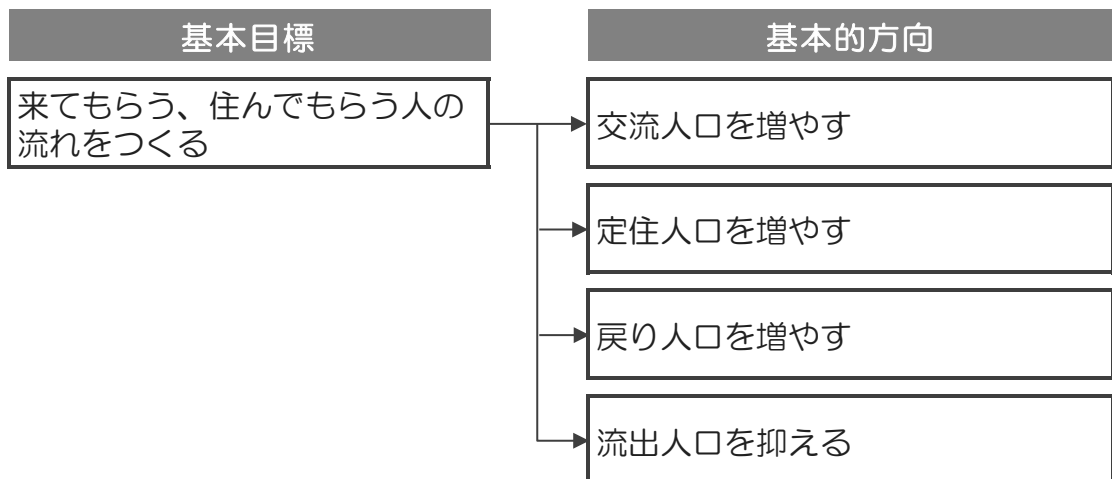 基本目標
基本的方向
来てもらう、住んでもらう人の
流れをつくる
交流人口を増やす
定住人口を増やす
戻り人口を増やす
流出人口を抑える